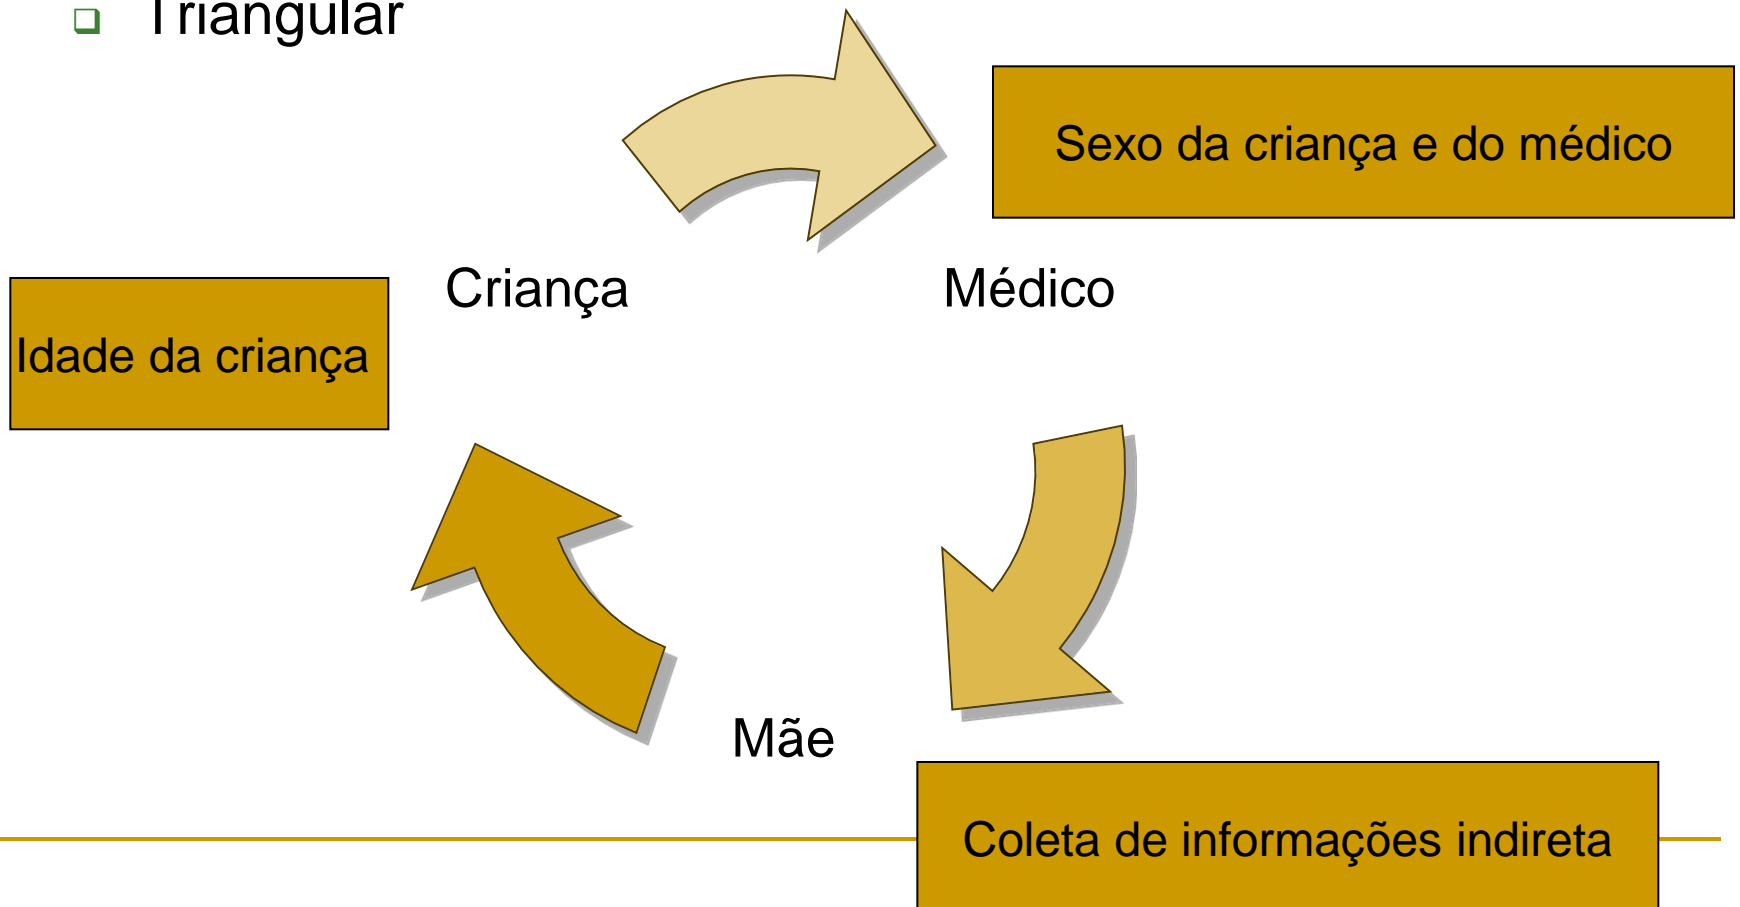 Triangular
Sexo da criança e do médico
Criança
Médico
Idade da criança
Mãe
Coleta de informações indireta